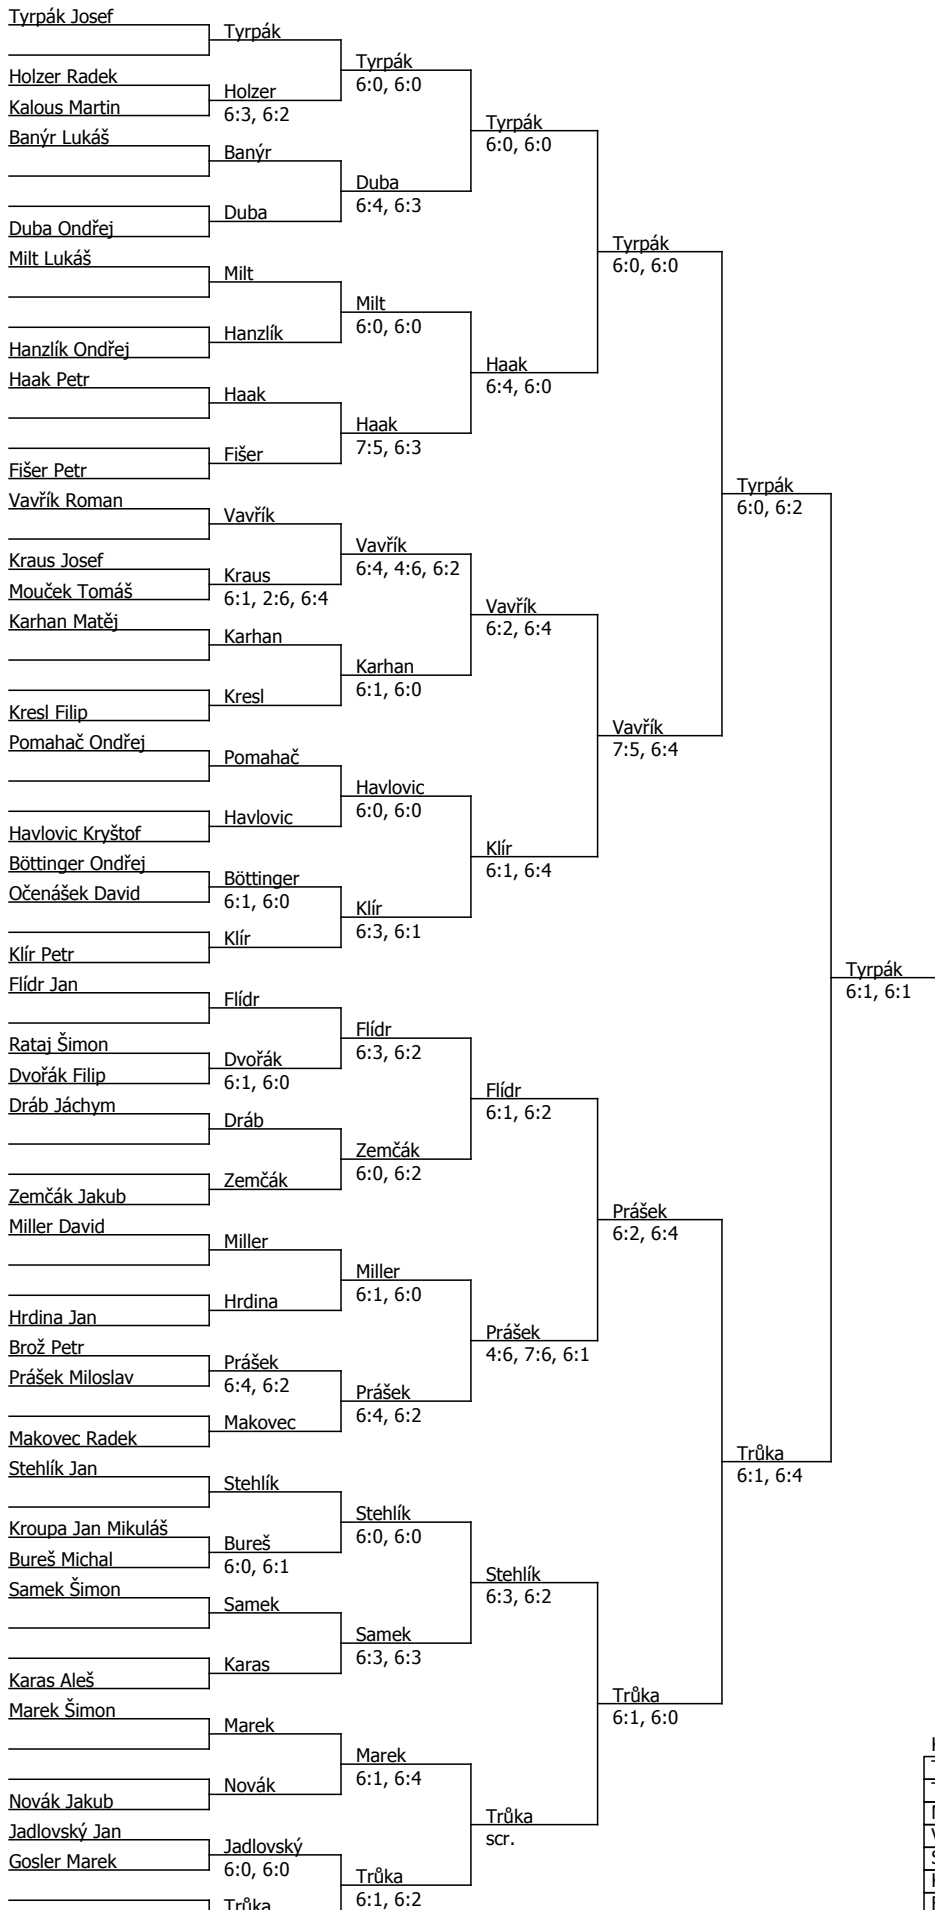 Tyrpák Josef
Holzer Radek
Kalous Martin
Banýr Lukáš
Duba Ondřej
Milt Lukáš
Hanzlík Ondřej
Haak Petr
Fišer Petr
Vavřík Roman
Kraus Josef
Mouček Tomáš
Karhan Matěj
Kresl Filip
Pomahač Ondřej
Havlovic Kryštof
Böttinger Ondřej
Očenášek David
Klír Petr
Flídr Jan
Rataj Šimon
Dvořák Filip
Dráb Jáchym
Zemčák Jakub
Miller David
Hrdina Jan
Brož Petr
Prášek Miloslav
Makovec Radek
Stehlík Jan
Kroupa Jan Mikuláš
Bureš Michal
Samek Šimon
Karas Aleš
Marek Šimon
Novák Jakub
Jadlovský Jan
Gosler Marek
Tyrpák
Holzer
6:3, 6:2
Banýr
Duba
Milt
Hanzlík
Haak
Fišer
Vavřík
Kraus
6:1, 2:6, 6:4
Karhan
Kresl
Pomahač
Havlovic
Böttinger
6:1, 6:0
Klír
Flídr
Dvořák
6:1, 6:0
Dráb
Zemčák
Miller
Hrdina
Prášek
6:4, 6:2
Makovec
Stehlík
Bureš
6:0, 6:1
Samek
Karas
Marek
Novák
Jadlovský
6:0, 6:0
Trůka
Tyrpák
6:0, 6:0
Duba
6:4, 6:3
Milt
6:0, 6:0
Haak
7:5, 6:3
Vavřík
6:4, 4:6, 6:2
Karhan
6:1, 6:0
Havlovic
6:0, 6:0
Klír
6:3, 6:1
Flídr
6:3, 6:2
Zemčák
6:0, 6:2
Miller
6:1, 6:0
Prášek
6:4, 6:2
Stehlík
6:0, 6:0
Samek
6:3, 6:3
Marek
6:1, 6:4
Trůka
6:1, 6:2
Tyrpák
6:0, 6:0
Haak
6:4, 6:0
Vavřík
6:2, 6:4
Klír
6:1, 6:4
Flídr
6:1, 6:2
Prášek
4:6, 7:6, 6:1
Stehlík
6:3, 6:2
Trůka
scr.
Tyrpák
6:0, 6:0
Vavřík
7:5, 6:4
Prášek
6:2, 6:4
Trůka
6:1, 6:0
Tyrpák
6:0, 6:2
Trůka
6:1, 6:4
Tyrpák
6:1, 6:1